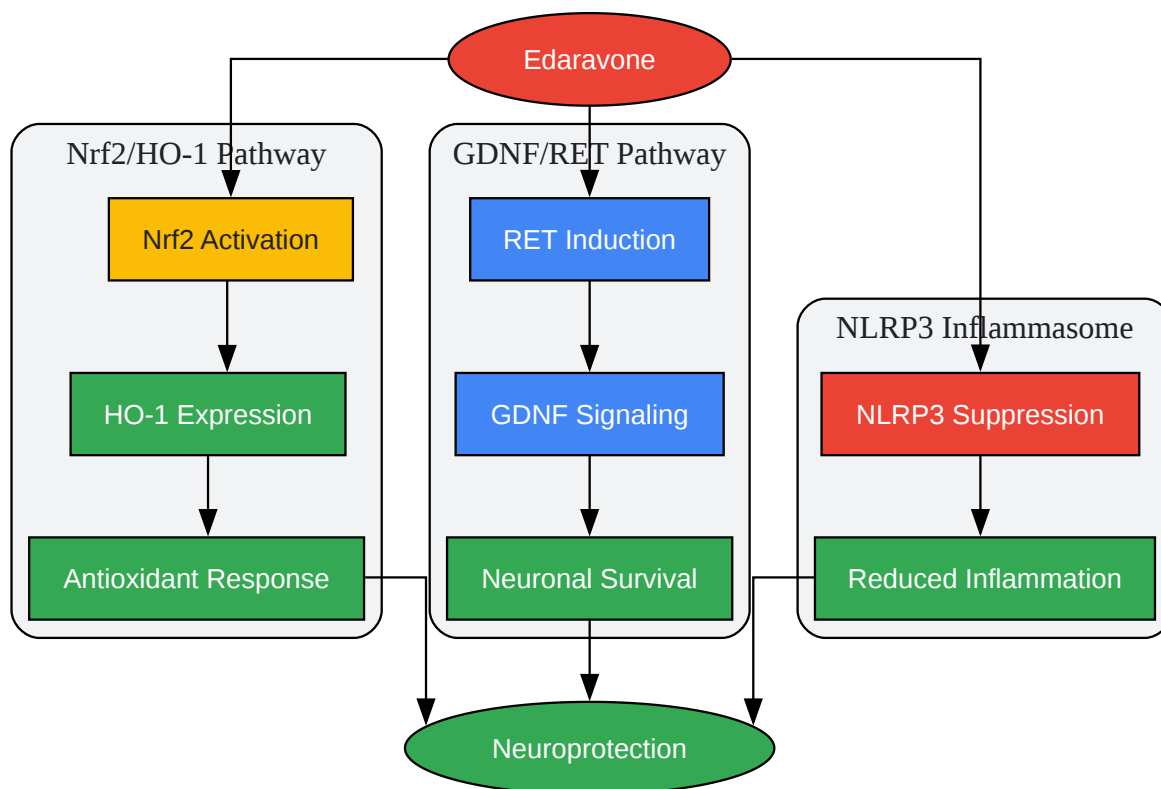 Edaravone
Nrf2/HO-1 Pathway
Nrf2 Activation
HO-1 Expression
Antioxidant Response
GDNF/RET Pathway
RET Induction
GDNF Signaling
Neuronal Survival
NLRP3 Inflammasome
NLRP3 Suppression
Reduced Inflammation
Neuroprotection